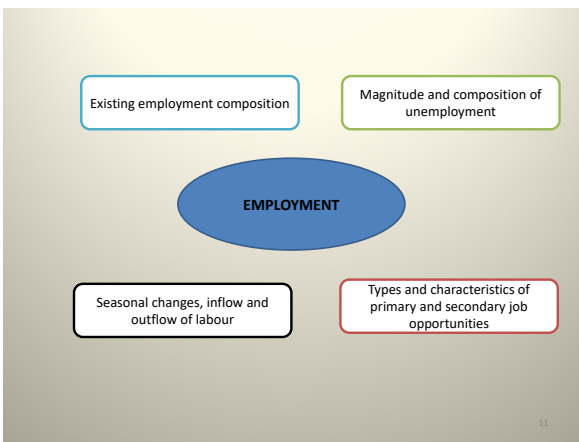 Existing employment composition
Magnitude and composition of
unemployment
EMPLOYMENT
Seasonal changes, inflow and
outflow of labour
Types and characteristics of
primary and secondary job
opportunities
11